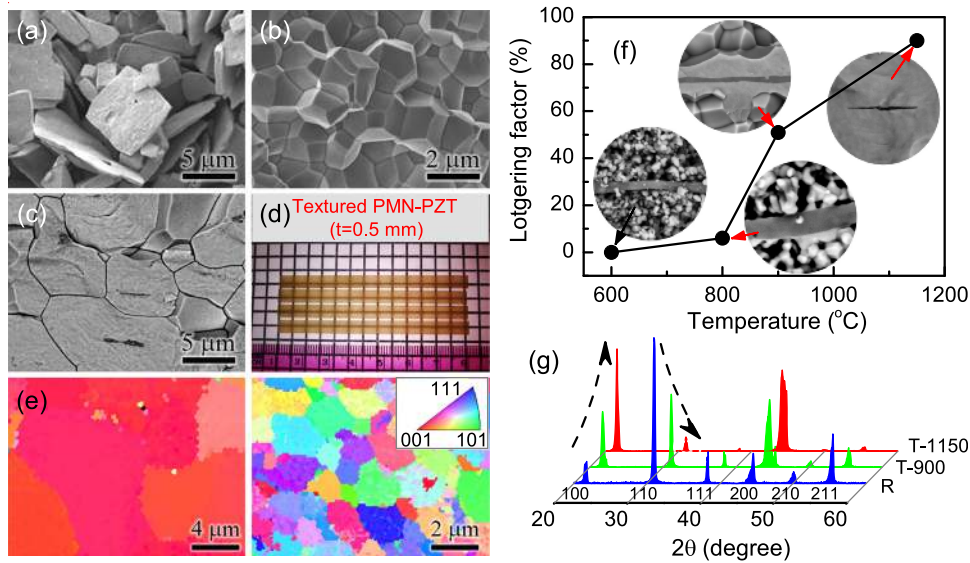 (a)
5 μm
(b)
2 μm
(c)
5 μm
(d)
Textured PMN-PZT
(t=0.5 mm)
(e)
4 μm
111
001
101
2 μm
(f)
Lotgering factor (%)
100
80
60
40
20
0
600
800
1000
1200
Temperature (°C)
(g)
T-1150
T-900
R
100
110
111
200
210
211
20
30
40
50
60
2θ (degree)